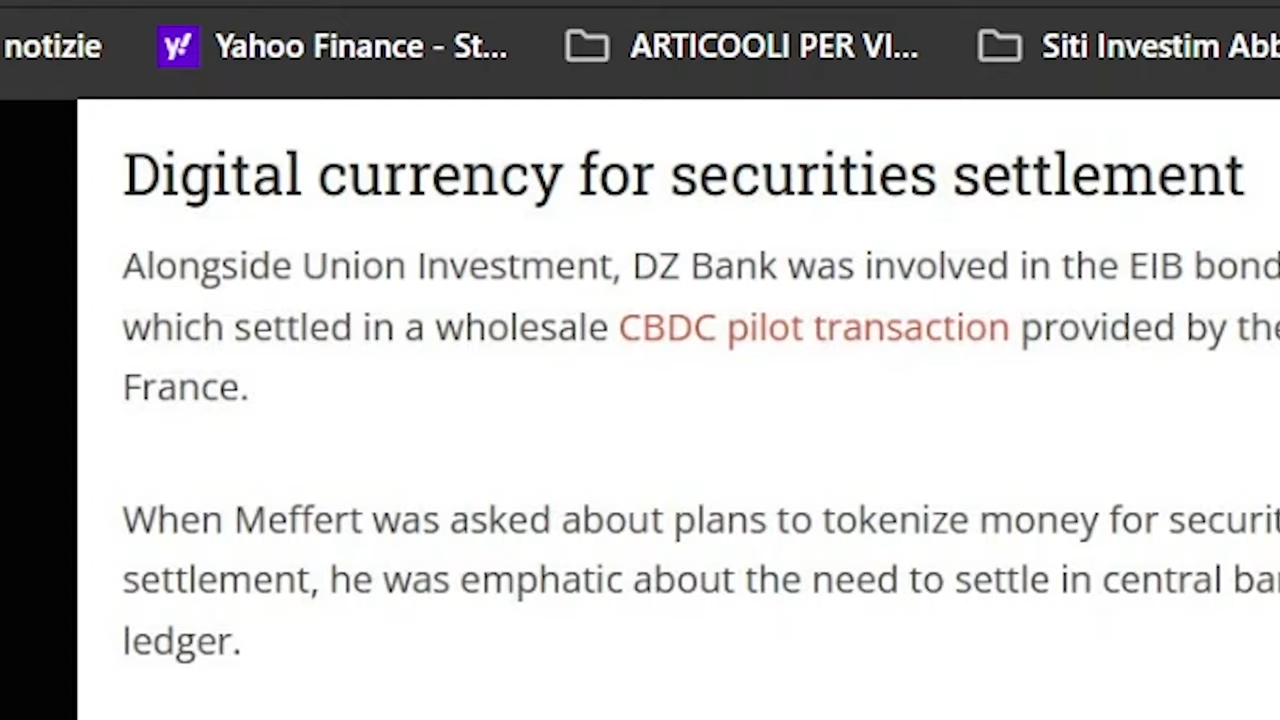 notizie Yahoo Finance - St... ARTICOOLI PER VI... Siti Investim Abb
Digital currency for securities settlement
Alongside Union Investment, DZ Bank was involved in the EIB bond
which settled in a wholesale CBDC pilot transaction provided by the
France.
When Meffert was asked about plans to tokenize money for securit
settlement, he was emphatic about the need to settle in central ba
ledger.